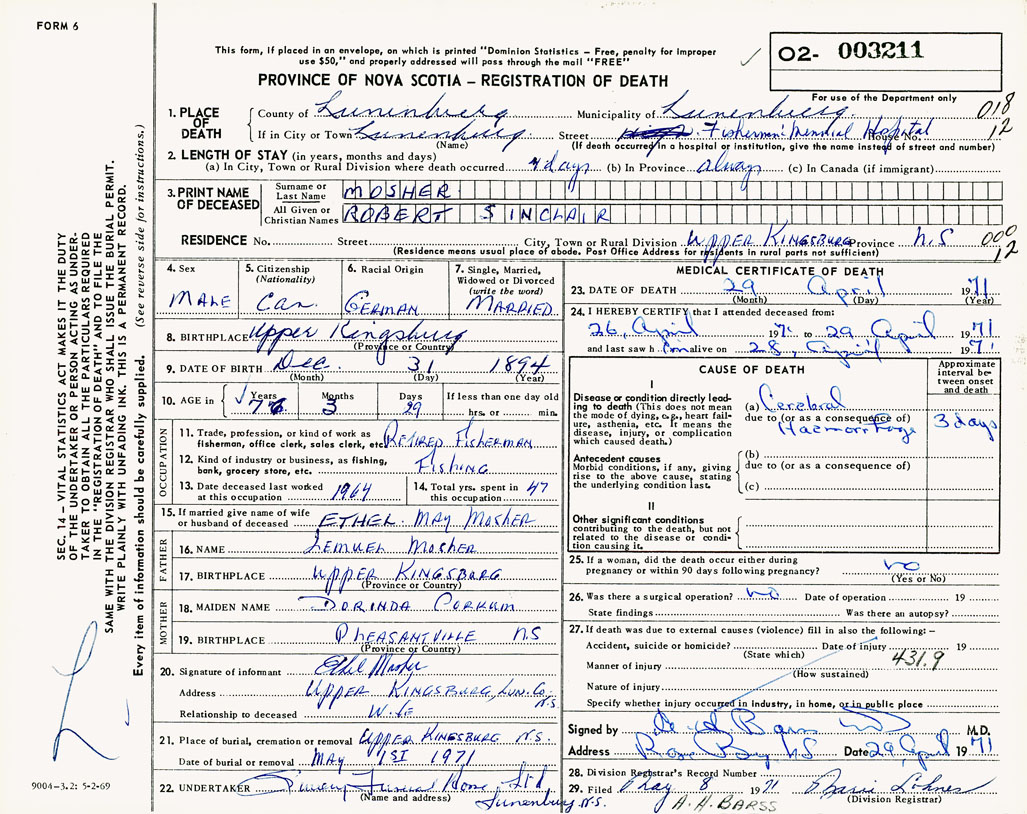 FORM 6
This form, if placed in an envelope, on which is printed "Dominion Statistics – Free, penalty for improper
use $50," and properly addressed will pass through the mail "FREE"
PROVINCE OF NOVA SCOTIA – REGISTRATION OF DEATH
02- 003211
For use of the Department only
018
12
1. PLACE OF DEATH
County of Lunenburg Municipality of Lunenburg
If in City or Town Lunenburg Street Fishermen's Memorial Hospital House No.
(Name) (If death occurred in a hospital or institution, give the name instead of street and number)
2. LENGTH OF STAY (in years, months and days)
(a) In City, Town or Rural Division where death occurred 4 days (b) In Province always (c) In Canada (if immigrant)
3. PRINT NAME OF DECEASED
Surname or Last Name MOSHER
All Given or Christian Names ROBERT SINCLAIR
RESIDENCE No. Street City, Town or Rural Division UPPER KINGSBURG Province N.S
(Residence means usual place of abode. Post Office Address for residents in rural parts not sufficient)
000
12
4. Sex
MALE
5. Citizenship
(Nationality)
Can.
6. Racial Origin
GERMAN
7. Single, Married,
Widowed or Divorced
(write the word)
MARRIED
8. BIRTHPLACE Upper Kingsburg
(Province or Country)
9. DATE OF BIRTH Dec. 31 1894
(Month) (Day) (Year)
10. AGE in Years Months Days If less than one day old
76 3 29 hrs. or min.
OCCUPATION
11. Trade, profession, or kind of work as
fisherman, office clerk, sales clerk, etc. RETIRED FISHERMAN
12. Kind of industry or business, as fishing,
bank, grocery store, etc. FISHING
13. Date deceased last worked
at this occupation 1964
14. Total yrs. spent in
this occupation 47
15. If married give name of wife
or husband of deceased ETHEL MAY MOSHER
FATHER
16. NAME LEMUEL MOSHER
17. BIRTHPLACE UPPER KINGSBURG
(Province or Country)
MOTHER
18. MAIDEN NAME DORINDA CORKUM
19. BIRTHPLACE PLEASANTVILLE NS
(Province or Country)
20. Signature of informant Ethel Mosher
Address UPPER KINGSBURG, LUN. Co. N.S.
Relationship to deceased WIFE
21. Place of burial, cremation or removal UPPER KINGSBURG N.S.
Date of burial or removal MAY 1ST 1971
22. UNDERTAKER Funeral Home Ltd
(Name and address) Lunenburg N.S.
MEDICAL CERTIFICATE OF DEATH
23. DATE OF DEATH 29 April 1971
(Month) (Day) (Year)
24. I HEREBY CERTIFY that I attended deceased from:
26, April 1971 to 29 April 1971
and last saw him alive on 28, April 1971
CAUSE OF DEATH
Approximate
interval be-
tween onset
and death
I
Disease or condition directly lead-
ing to death (This does not mean
the mode of dying, e.g., heart fail-
ure, asthenia, etc. It means the
disease, injury, or complication
which caused death.)
(a) Cerebral
due to (or as a consequence of)
Haemorrhage 3 days
Antecedent causes
Morbid conditions, if any, giving
rise to the above cause, stating
the underlying condition last.
(b)
due to (or as a consequence of)
(c)
II
Other significant conditions
contributing to the death, but not
related to the disease or condi-
tion causing it.
25. If a woman, did the death occur either during
pregnancy or within 90 days following pregnancy? no
(Yes or No)
26. Was there a surgical operation? no Date of operation 19
State findings Was there an autopsy?
27. If death was due to external causes (violence) fill in also the following:–
Accident, suicide or homicide? Date of injury 19
(State which)
431.9
Manner of injury
(How sustained)
Nature of injury
Specify whether injury occurred in industry, in home, or in public place
Signed by Barss M.D.
Address Rose Bay NS Date 29, April 1971
28. Division Registrar's Record Number
29. Filed May 8 1971 Lohnes
(Division Registrar)
A. H. BARSS
SEC. 14 – VITAL STATISTICS ACT MAKES IT THE DUTY
OF THE UNDERTAKER OR PERSON ACTING AS UNDER-
TAKER TO OBTAIN ALL THE PARTICULARS REQUIRED
IN THE "REGISTRATION OF DEATH" AND TO FILE THE
SAME WITH THE DIVISION REGISTRAR WHO SHALL ISSUE THE BURIAL PERMIT.
WRITE PLAINLY WITH UNFADING INK. THIS IS A PERMANENT RECORD.
Every item of information should be carefully supplied. (See reverse side for instructions.)
9004-3.2: 5-2-69